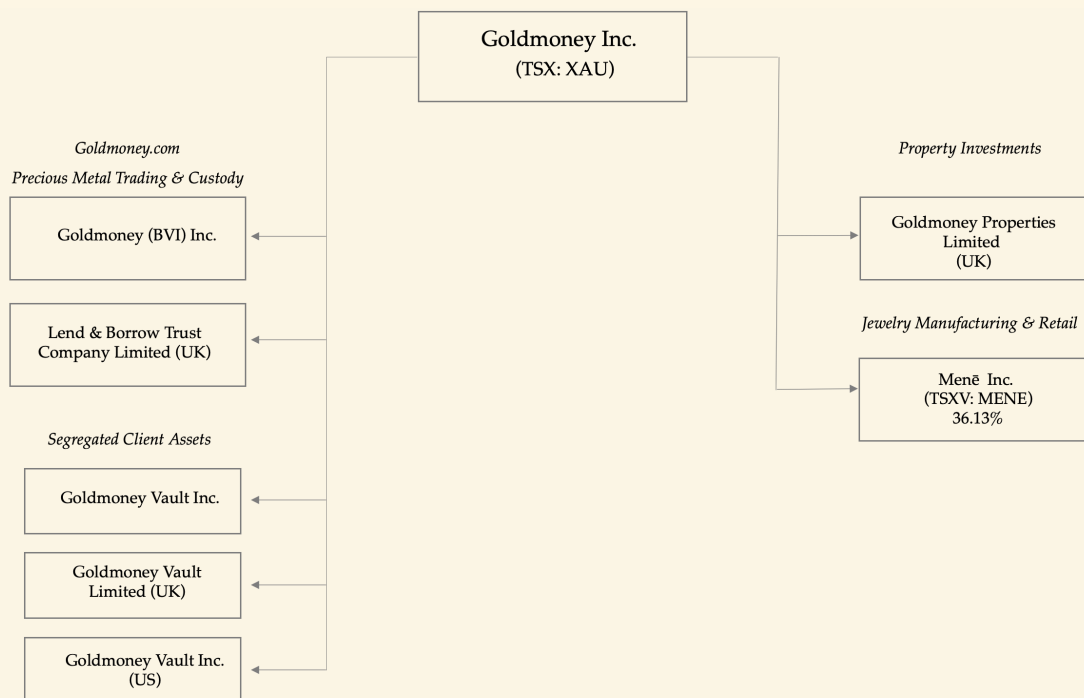 Goldmoney Inc.
(TSX: XAU)
Goldmoney.com
Precious Metal Trading & Custody
Goldmoney (BVI) Inc.
Lend & Borrow Trust
Company Limited (UK)
Segregated Client Assets
Goldmoney Vault Inc.
Goldmoney Vault
Limited (UK)
Goldmoney Vault Inc.
(US)
Property Investments
Goldmoney Properties
Limited
(UK)
Jewelry Manufacturing & Retail
Menē Inc.
(TSXV: MENE)
36.13%